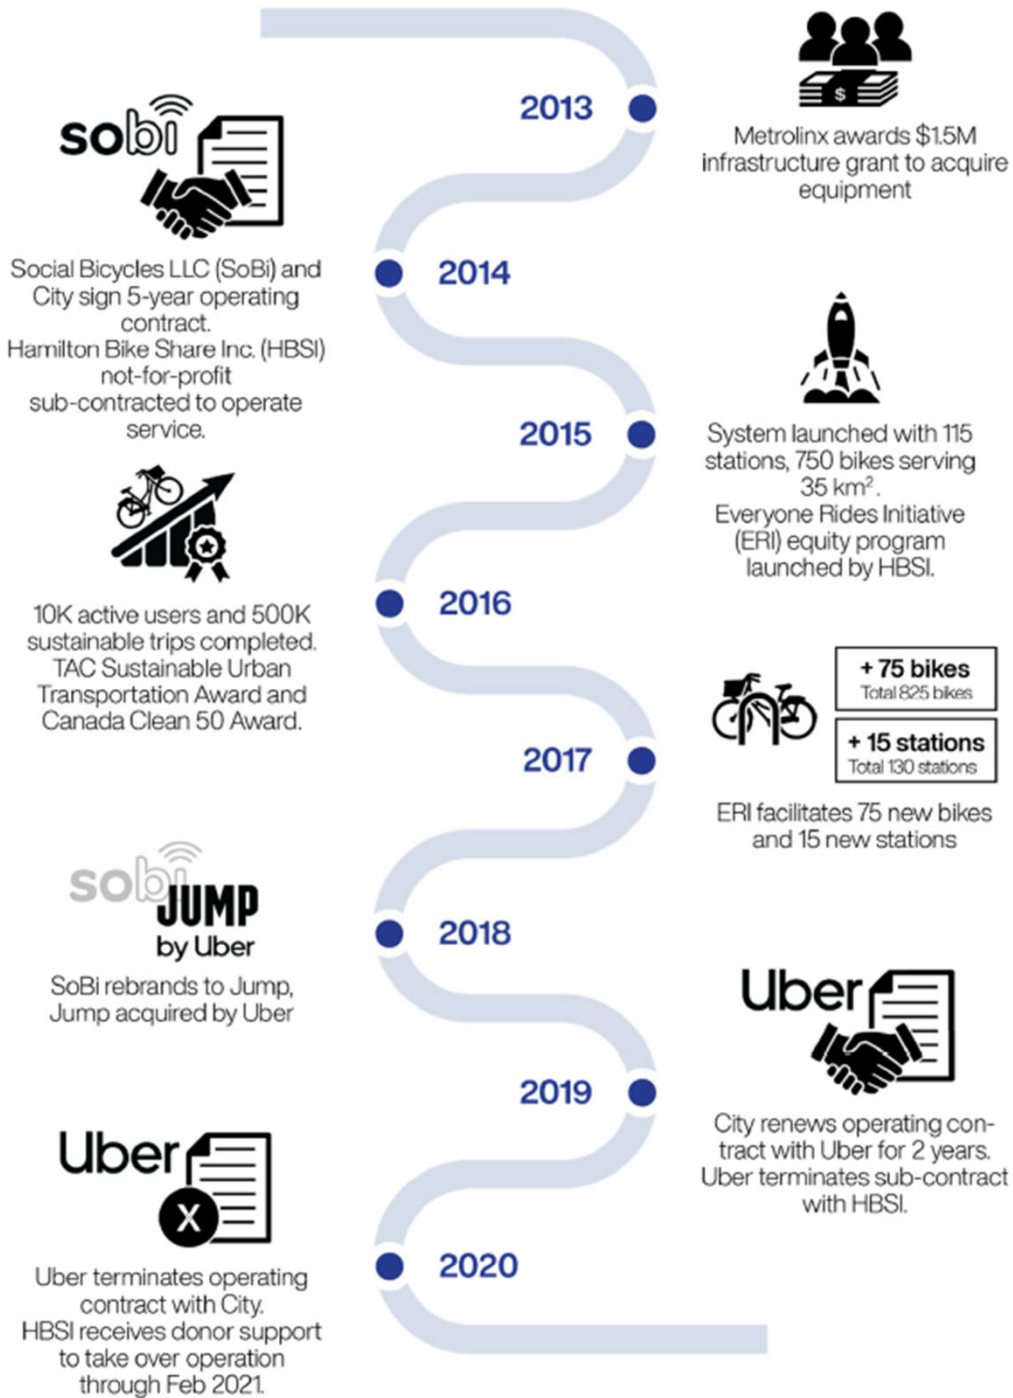 2013
$
Metrolinx awards $1.5M
infrastructure grant to acquire
equipment
sobi
Social Bicycles LLC (SoBi) and
City sign 5-year operating
contract.
Hamilton Bike Share Inc. (HBSI)
not-for-profit
sub-contracted to operate
service.
2014
2015
System launched with 115
stations, 750 bikes serving
35 km².
Everyone Rides Initiative
(ERI) equity program
launched by HBSI.
10K active users and 500K
sustainable trips completed.
TAC Sustainable Urban
Transportation Award and
Canada Clean 50 Award.
2016
2017
+ 75 bikes
Total 825 bikes
+ 15 stations
Total 130 stations
ERI facilitates 75 new bikes
and 15 new stations
sobi
JUMP
by Uber
SoBi rebrands to Jump,
Jump acquired by Uber
2018
2019
Uber
City renews operating con-
tract with Uber for 2 years.
Uber terminates sub-contract
with HBSI.
Uber
X
Uber terminates operating
contract with City.
HBSI receives donor support
to take over operation
through Feb 2021.
2020